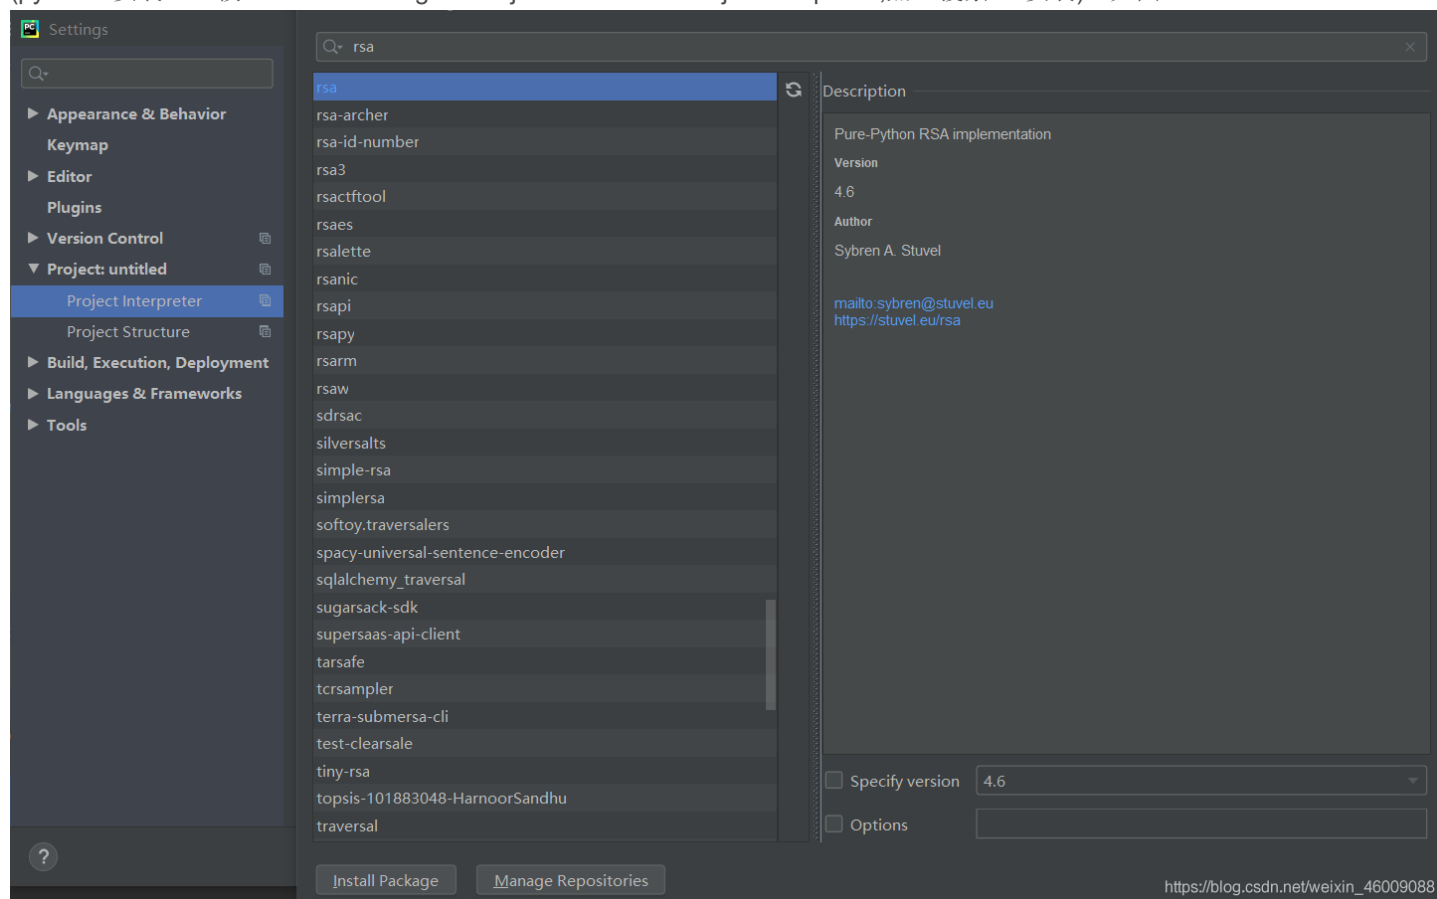 Settings
rsa
Appearance & Behavior
Keymap
Editor
Plugins
Version Control
Project: untitled
Project Interpreter
Project Structure
Build, Execution, Deployment
Languages & Frameworks
Tools
?
rsa
rsa-archer
rsa-id-number
rsa3
rsactftool
rsaes
rsalette
rsanic
rsapi
rsapy
rsarm
rsaw
sdrsac
silversalts
simple-rsa
simplersa
softoy.traversalers
spacy-universal-sentence-encoder
sqlalchemy_traversal
sugarsack-sdk
supersaas-api-client
tarsafe
tcrsampler
terra-submersa-cli
test-clearsale
tiny-rsa
topsis-101883048-HarnoorSandhu
traversal
Description
Pure-Python RSA implementation
Version
4.6
Author
Sybren A. Stuvel
mailto:sybren@stuvel.eu
https://stuvel.eu/rsa
Specify version 4.6
Options
Install Package Manage Repositories
https://blog.csdn.net/weixin_46009088